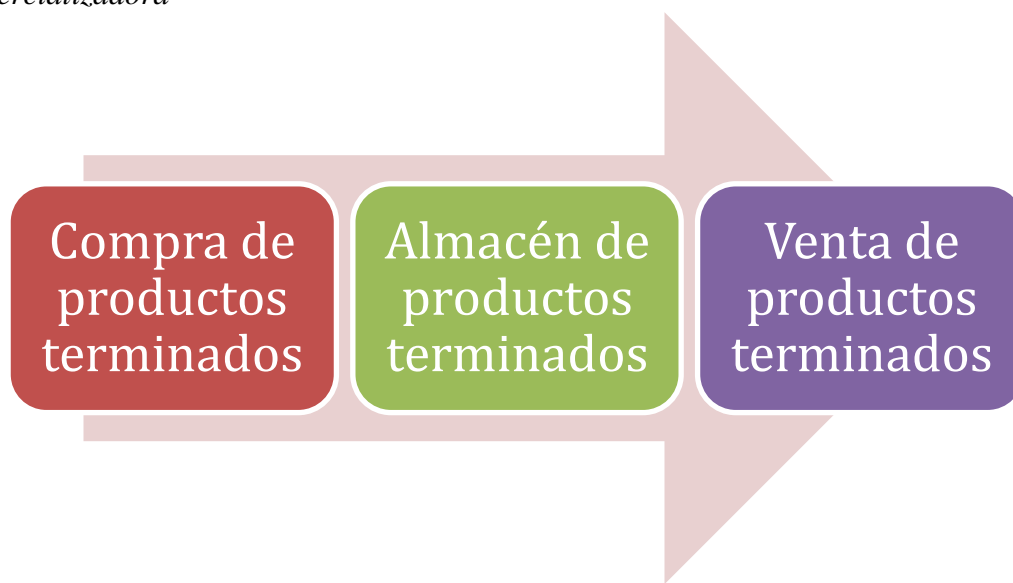 Compra de
productos
terminados
Almacén de
productos
terminados
Venta de
productos
terminados